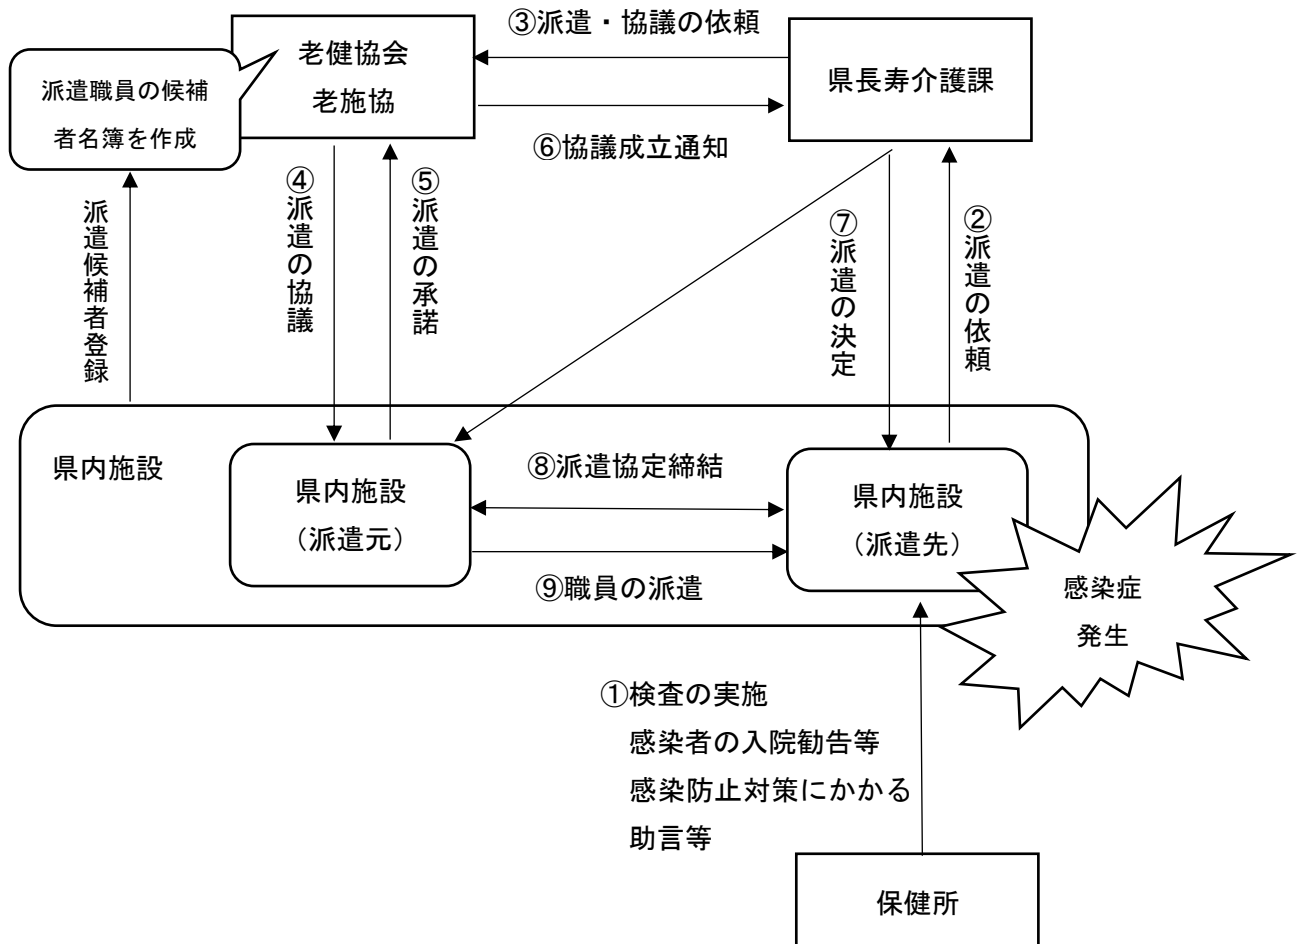 ③派遣・協議の依頼
老健協会
老施協
県長寿介護課
派遣職員の候補
者名簿を作成
⑥協議成立通知
派遣候補者登録
④派遣の協議
⑤派遣の承諾
⑦派遣の決定
②派遣の依頼
県内施設
県内施設
（派遣元）
⑧派遣協定締結
県内施設
（派遣先）
⑨職員の派遣
感染症
発生
①検査の実施
感染者の入院勧告等
感染防止対策にかかる
助言等
保健所